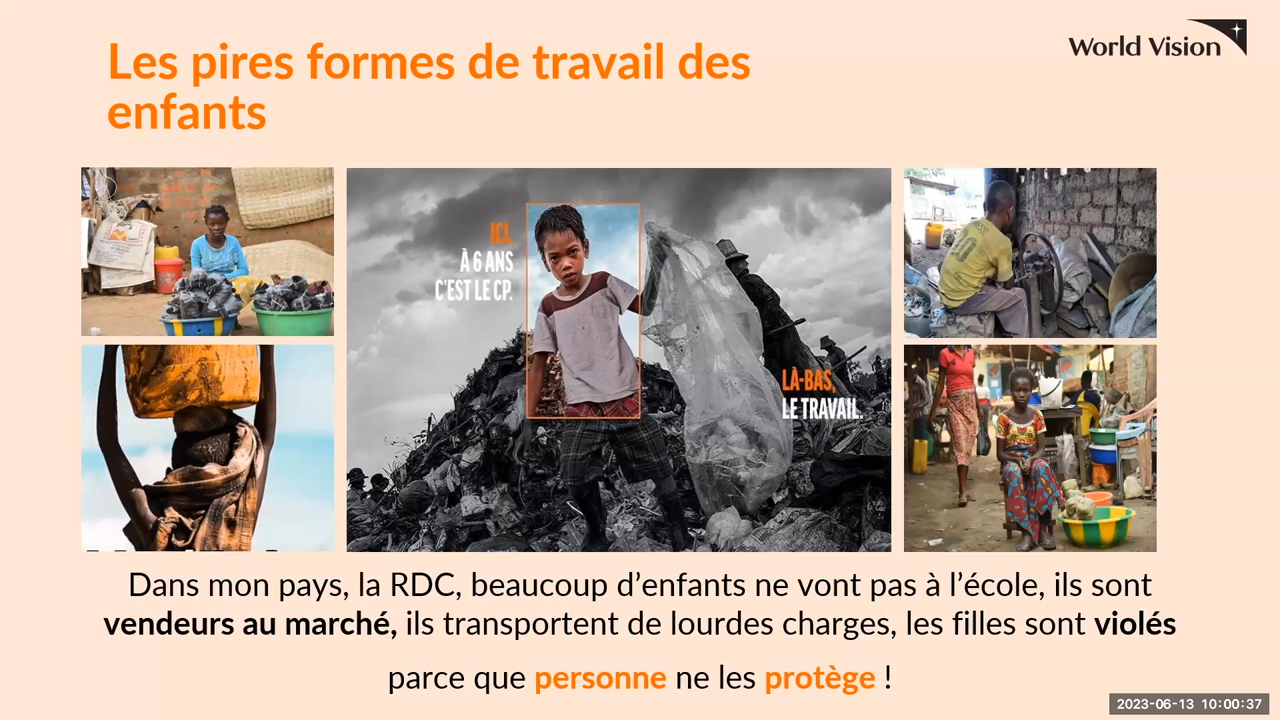 World Vision
Les pires formes de travail des
enfants
ICI,
À 6 ANS
C'EST LE CP.
LÀ-BAS,
LE TRAVAIL.
Dans mon pays, la RDC, beaucoup d’enfants ne vont pas à l’école, ils sont
vendeurs au marché, ils transportent de lourdes charges, les filles sont violés
parce que personne ne les protège !
2023-06-13 10:00:37